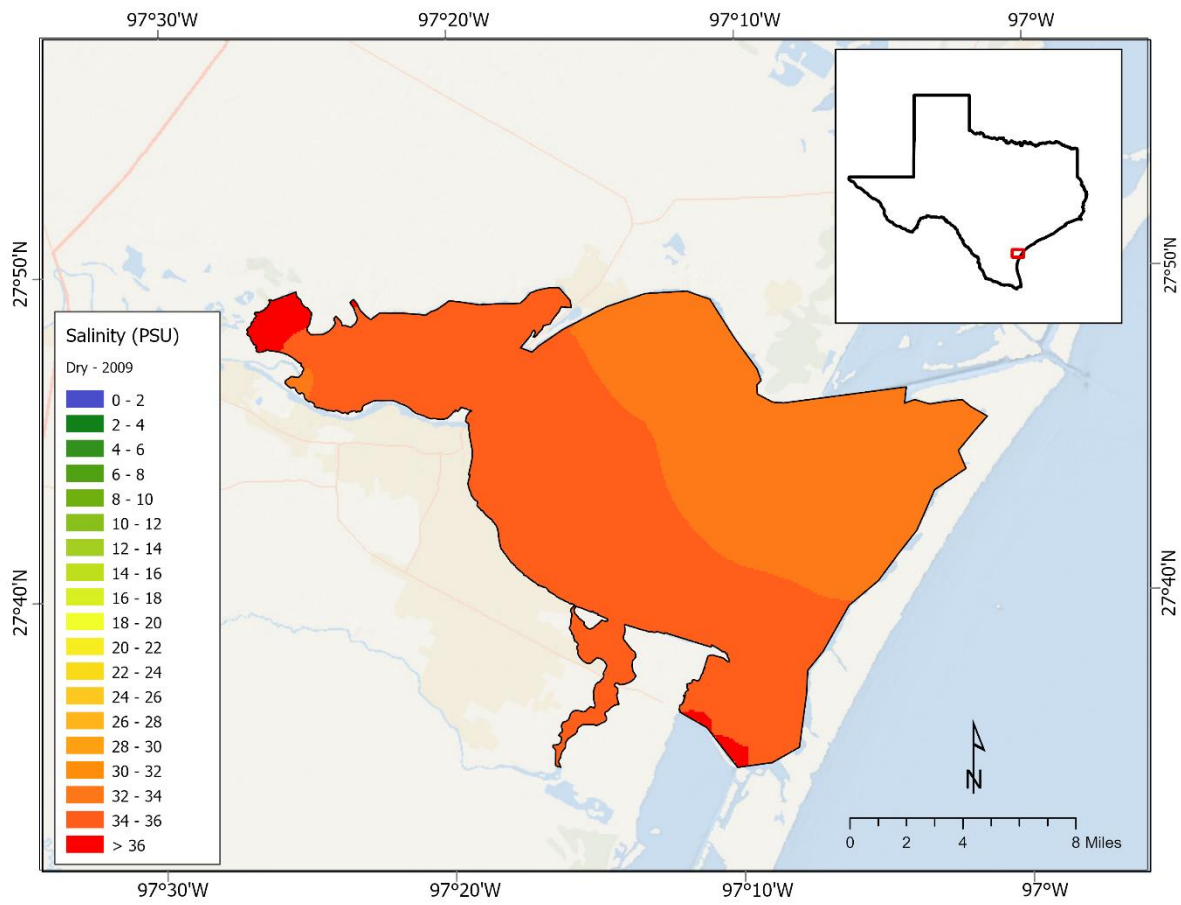 97°30'W 97°20'W 97°10'W 97°W
27°50'N
27°50'N
Salinity (PSU)
Dry - 2009
0 - 2
2 - 4
4 - 6
6 - 8
8 - 10
10 - 12
12 - 14
14 - 16
16 - 18
18 - 20
20 - 22
22 - 24
24 - 26
26 - 28
28 - 30
30 - 32
32 - 34
34 - 36
> 36
27°40'N
27°40'N
N
0 2 4 8 Miles
97°30'W 97°20'W 97°10'W 97°W